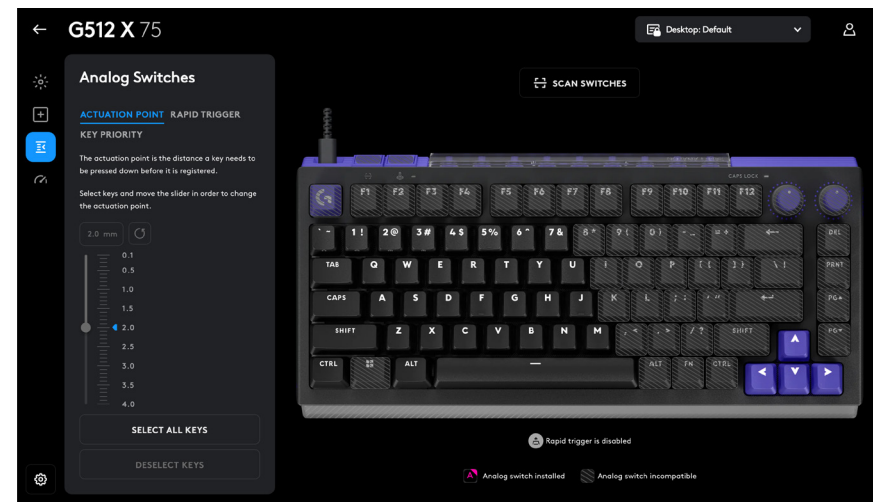 G512 X 75
Desktop: Default
Analog Switches
SCAN SWITCHES
ACTUATION POINT RAPID TRIGGER
KEY PRIORITY
The actuation point is the distance a key needs to
be pressed down before it is registered.
Select keys and move the slider in order to change
the actuation point.
2.0 mm
0.1
0.5
1.0
1.5
2.0
2.5
3.0
3.5
4.0
SELECT ALL KEYS
DESELECT KEYS
CAPS LOCK
F1 F2 F3 F4 F5 F6 F7 F8 F9 F10 F11 F12
` ~ 1 ! 2 @ 3 # 4 $ 5 % 6 ^ 7 & 8 * 9 ( 0 ) - _ = + DEL
TAB Q W E R T Y U I O P [ { ] } \ | PRNT
CAPS A S D F G H J K L ; : ' " PG▲
SHIFT Z X C V B N M , < . > / ? SHIFT PG▼
CTRL ALT ALT FN CTRL
Rapid trigger is disabled
Analog switch installed
Analog switch incompatible